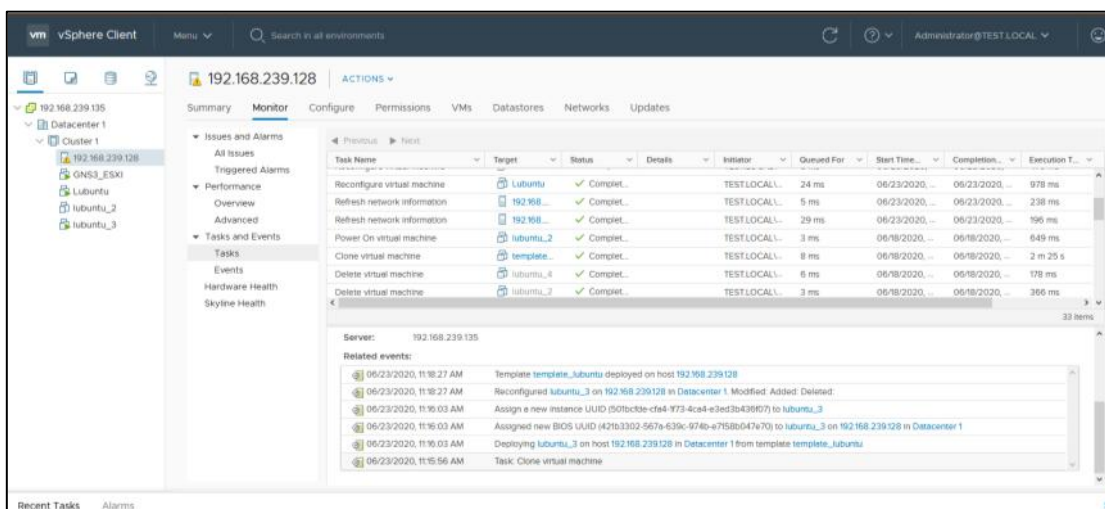 vm vSphere Client Menu Search in all environments Administrator@TEST.LOCAL
192.168.239.128 ACTIONS
192.168.239.135
Datacenter 1
Cluster 1
192.168.239.128
GNS3_ESXI
Lubuntu
lubuntu_2
lubuntu_3
Summary Monitor Configure Permissions VMs Datastores Networks Updates
Issues and Alarms
All Issues
Triggered Alarms
Performance
Overview
Advanced
Tasks and Events
Tasks
Events
Hardware Health
Skyline Health
Previous Next
Task Name Target Status Details Initiator Queued For Start Time... Completion... Execution T...
Reconfigure virtual machine Lubuntu Complet... TEST.LOCAL\... 24 ms 06/23/2020, ... 06/23/2020, ... 978 ms
Refresh network information 192.168.... Complet... TEST.LOCAL\... 5 ms 06/23/2020, ... 06/23/2020, ... 238 ms
Refresh network information 192.168.... Complet... TEST.LOCAL\... 29 ms 06/23/2020, ... 06/23/2020, ... 196 ms
Power On virtual machine lubuntu_2 Complet... TEST.LOCAL\... 3 ms 06/18/2020, ... 06/18/2020, ... 649 ms
Clone virtual machine template... Complet... TEST.LOCAL\... 8 ms 06/18/2020, ... 06/18/2020, ... 2 m 25 s
Delete virtual machine lubuntu_4 Complet... TEST.LOCAL\... 6 ms 06/18/2020, ... 06/18/2020, ... 178 ms
Delete virtual machine lubuntu_2 Complet... TEST.LOCAL\... 3 ms 06/18/2020, ... 06/18/2020, ... 366 ms
33 items
Server: 192.168.239.135
Related events:
06/23/2020, 11:18:27 AM Template template_lubuntu deployed on host 192.168.239.128
06/23/2020, 11:18:27 AM Reconfigured lubuntu_3 on 192.168.239.128 in Datacenter 1. Modified: Added: Deleted:
06/23/2020, 11:16:03 AM Assign a new instance UUID to lubuntu_3
06/23/2020, 11:16:03 AM Assigned new BIOS UUID (421b3302-567a-639c-974b-e7158b047e70) to lubuntu_3 on 192.168.239.128 in Datacenter 1
06/23/2020, 11:16:03 AM Deploying lubuntu_3 on host 192.168.239.128 in Datacenter 1 from template template_lubuntu
06/23/2020, 11:15:56 AM Task: Clone virtual machine
Recent Tasks Alarms